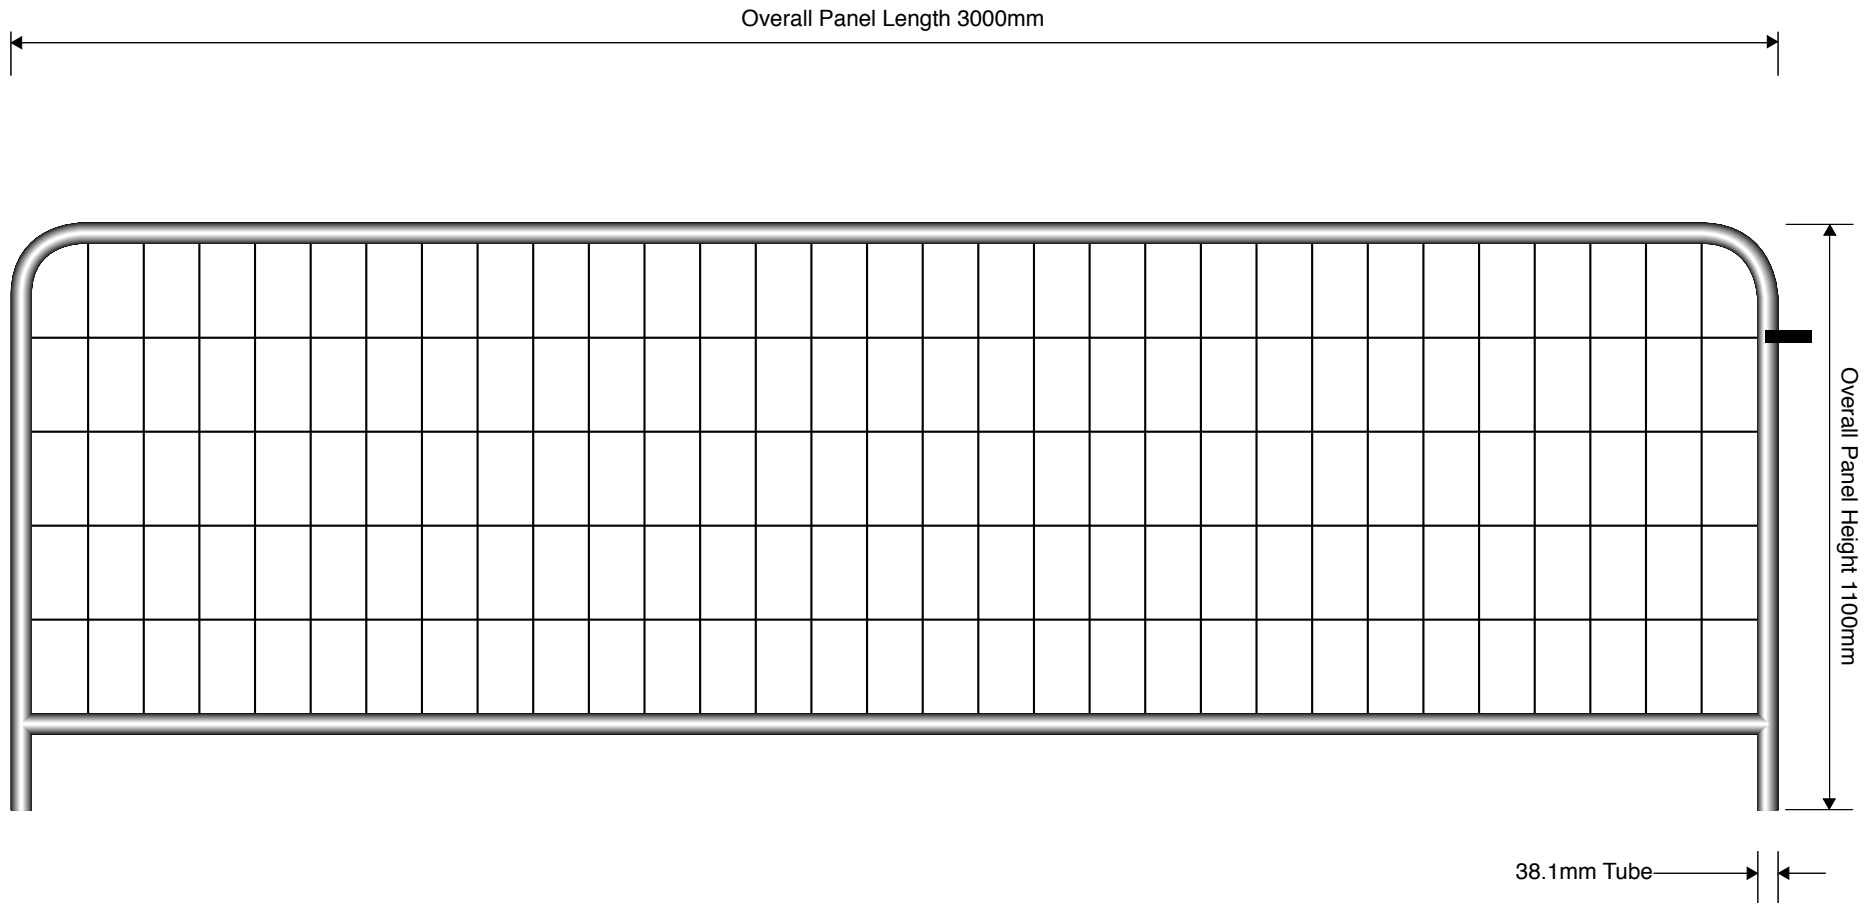 Overall Panel Length 3000mm
Overall Panel Height 1100mm
38.1mm Tube